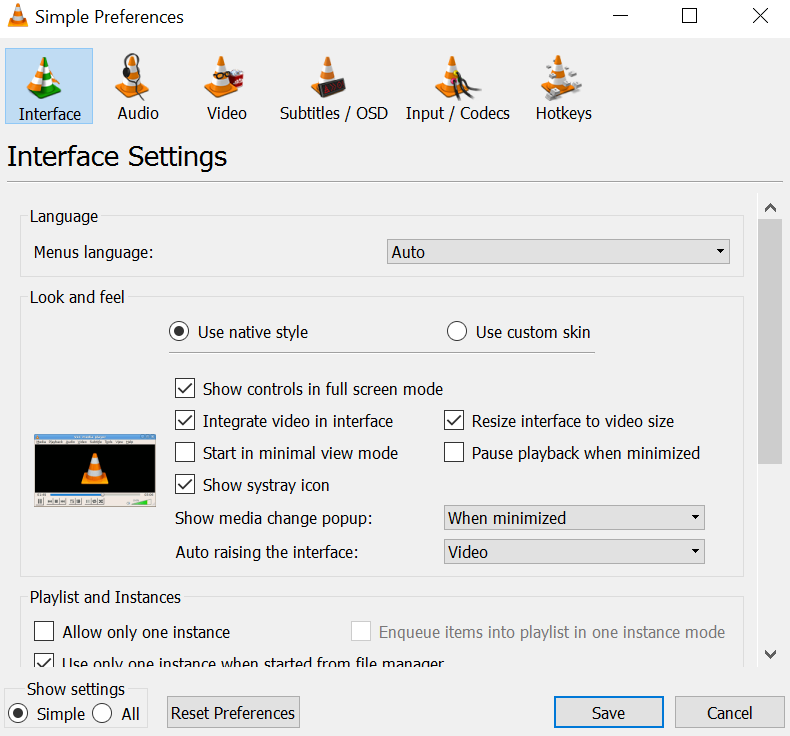 Simple Preferences
Interface Audio Video Subtitles / OSD Input / Codecs Hotkeys
Interface Settings
Language
Menus language: Auto
Look and feel
Use native style Use custom skin
Show controls in full screen mode
Integrate video in interface Resize interface to video size
Start in minimal view mode Pause playback when minimized
Show systray icon
Show media change popup: When minimized
Auto raising the interface: Video
Playlist and Instances
Allow only one instance Enqueue items into playlist in one instance mode
Use only one instance when started from file manager
Show settings
Simple All Reset Preferences Save Cancel